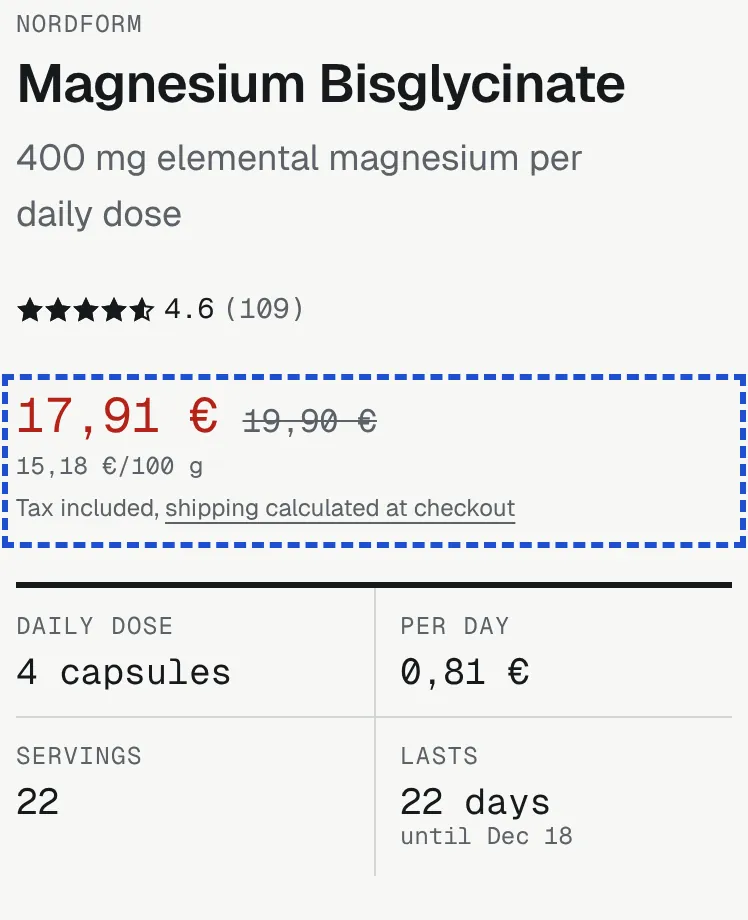 NORDFORM
Magnesium Bisglycinate
400 mg elemental magnesium per
daily dose
4.6 (109)
17,91 € 19,90 €
15,18 €/100 g
Tax included, shipping calculated at checkout
DAILY DOSE
4 capsules
PER DAY
0,81 €
SERVINGS
22
LASTS
22 days
until Dec 18